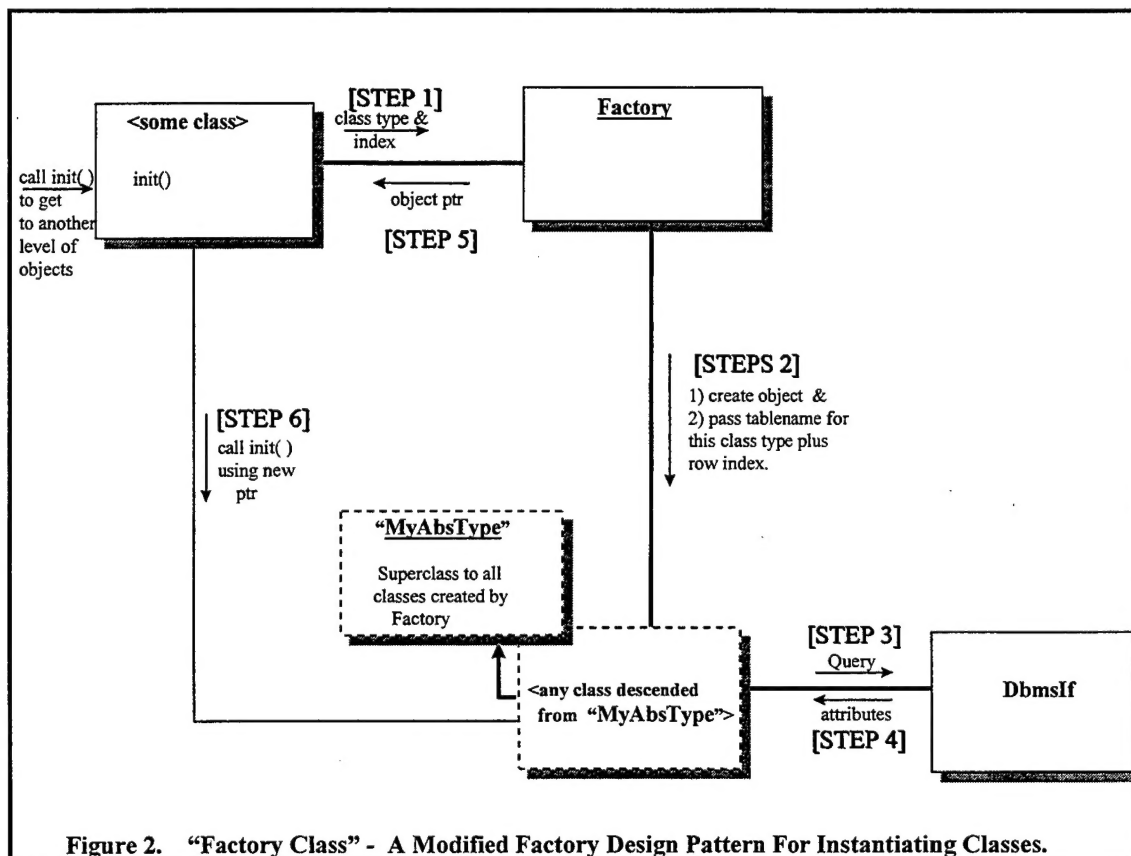 [STEP 1]
class type &
index
Factory
<some class>
init()
call init( )
to get
to another
level of
objects
object ptr
[STEP 5]
[STEPS 2]
1) create object &
2) pass tablename for
this class type plus
row index.
[STEP 6]
call init( )
using new
ptr
“MyAbsType”
Superclass to all
classes created by
Factory
<any class descended
from “MyAbsType”>
[STEP 3]
Query
attributes
[STEP 4]
DbmsIf
Figure 2. “Factory Class” - A Modified Factory Design Pattern For Instantiating Classes.